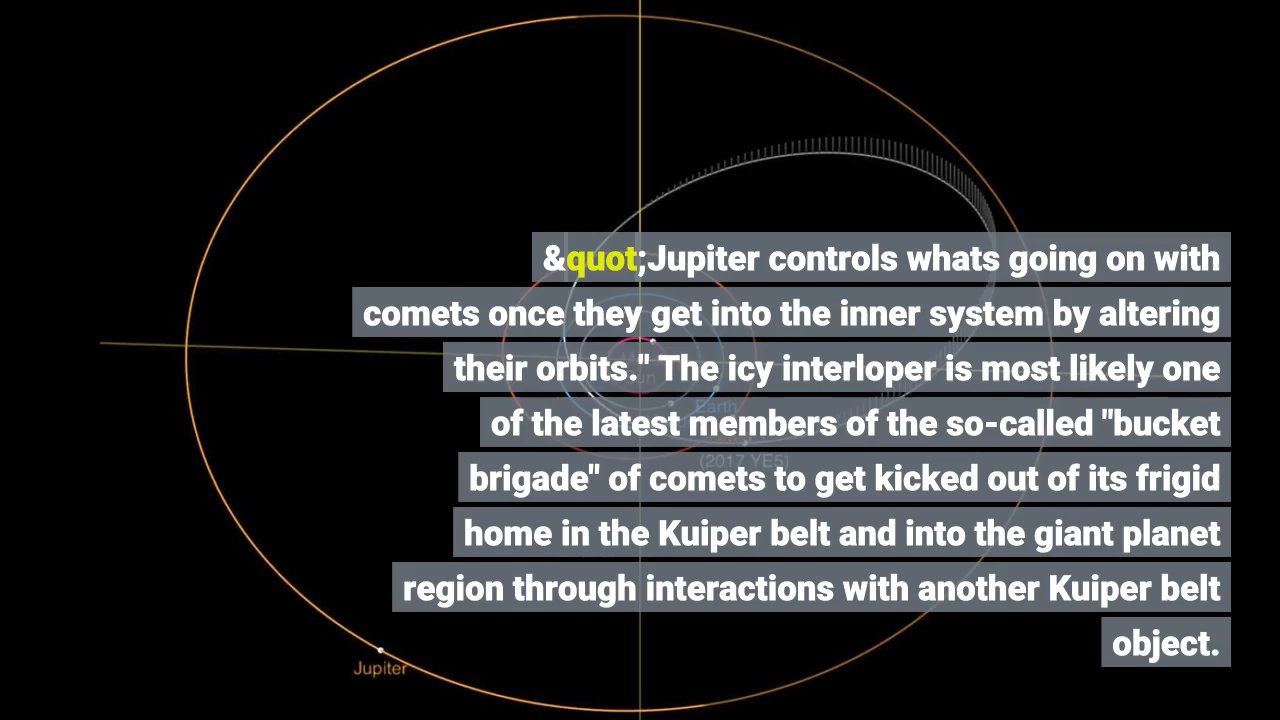 &quot;Jupiter controls whats going on with
comets once they get into the inner system by altering
their orbits." The icy interloper is most likely one
of the latest members of the so-called "bucket
brigade" of comets to get kicked out of its frigid
home in the Kuiper belt and into the giant planet
region through interactions with another Kuiper belt
object.
Earth
(2017 YE5)
Jupiter